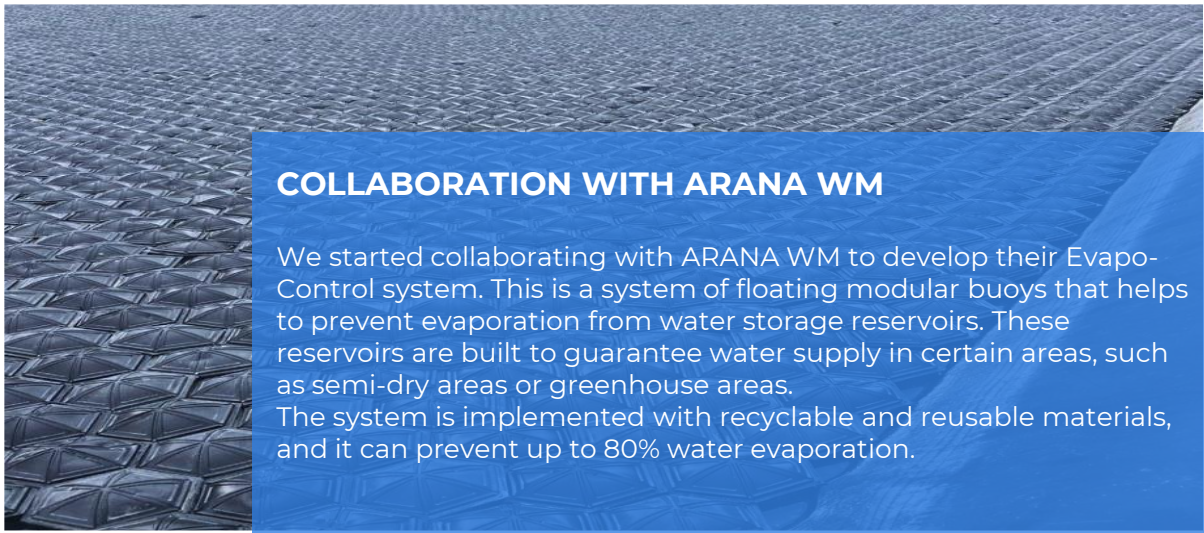 COLLABORATION WITH ARANA WM
We started collaborating with ARANA WM to develop their Evapo-
Control system. This is a system of floating modular buoys that helps
to prevent evaporation from water storage reservoirs. These
reservoirs are built to guarantee water supply in certain areas, such
as semi-dry areas or greenhouse areas.
The system is implemented with recyclable and reusable materials,
and it can prevent up to 80% water evaporation.